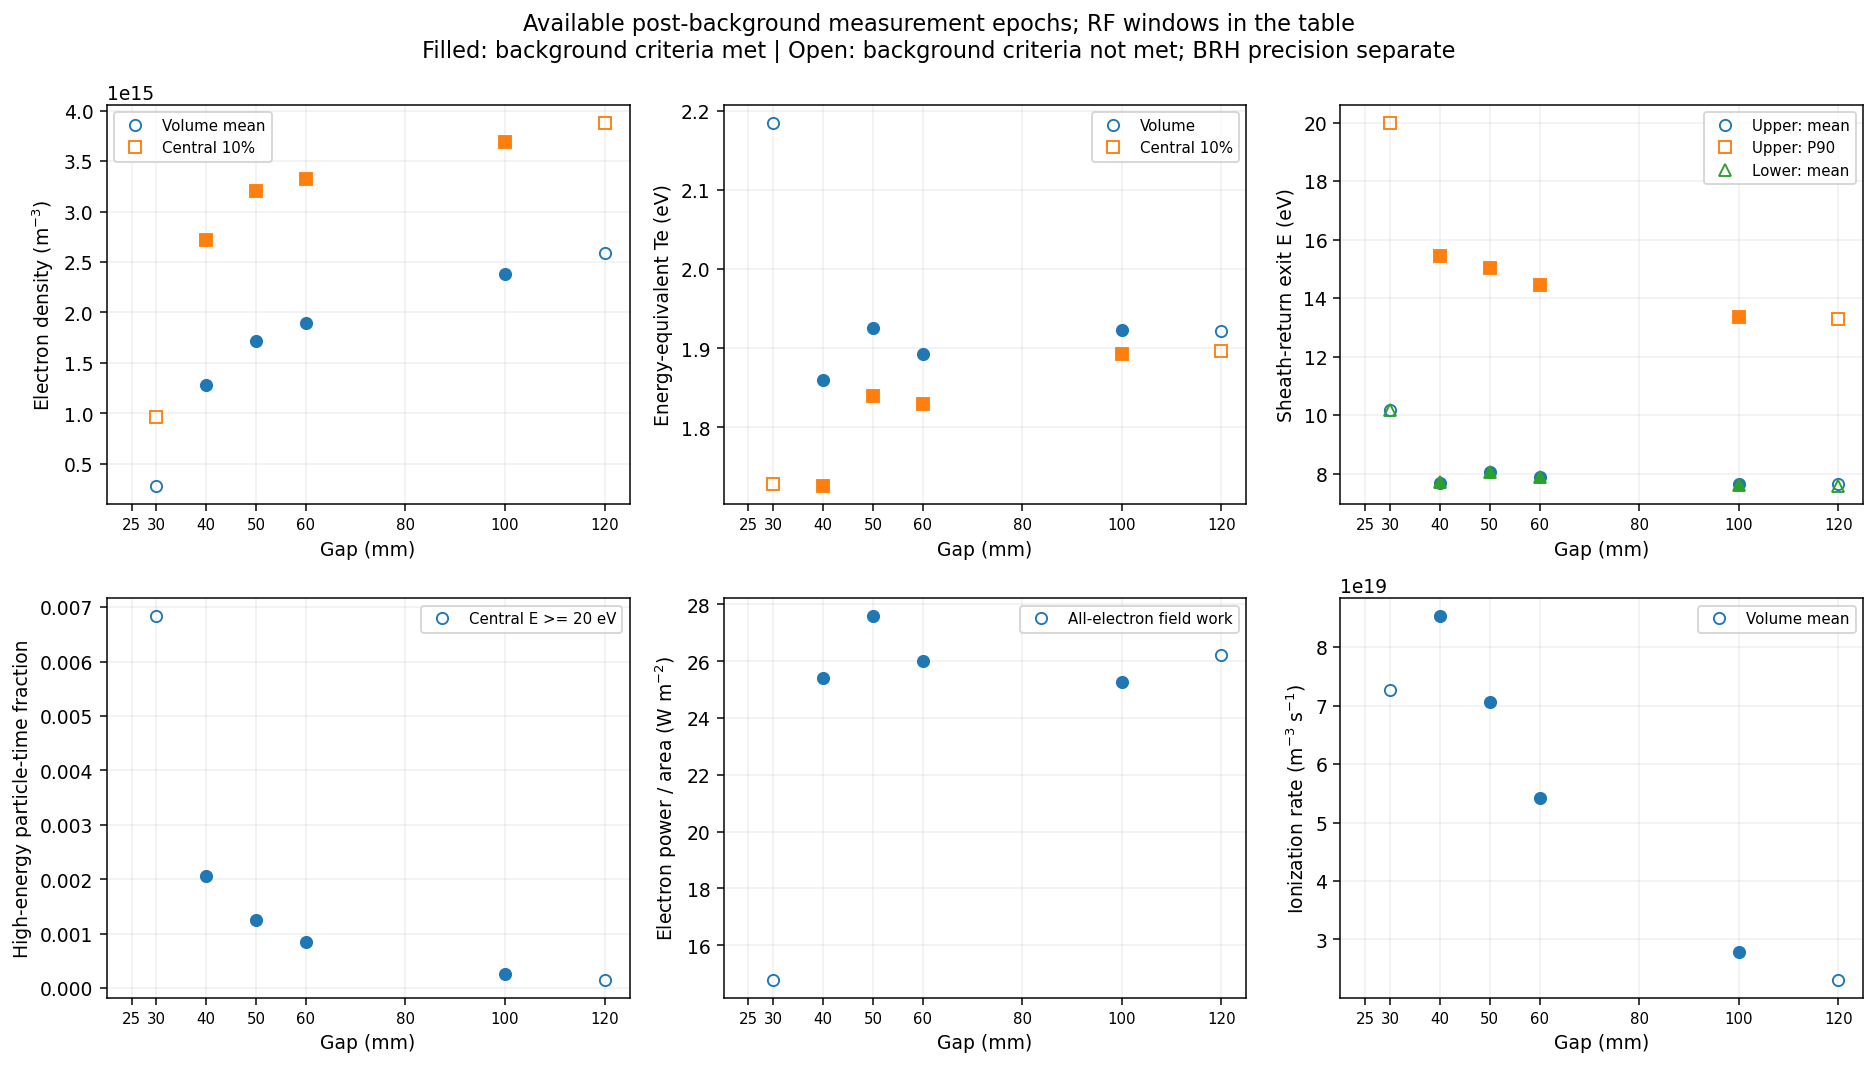 Available post-background measurement epochs; RF windows in the table
Filled: background criteria met | Open: background criteria not met; BRH precision separate
1e15
Volume mean
Central 10%
Electron density (m⁻³)
4.0
3.5
3.0
2.5
2.0
1.5
1.0
0.5
25 30 40 50 60 80 100 120
Gap (mm)
Volume
Central 10%
Energy-equivalent Te (eV)
2.2
2.1
2.0
1.9
1.8
25 30 40 50 60 80 100 120
Gap (mm)
Upper: mean
Upper: P90
Lower: mean
Sheath-return exit E (eV)
20
18
16
14
12
10
8
25 30 40 50 60 80 100 120
Gap (mm)
Central E >= 20 eV
High-energy particle-time fraction
0.007
0.006
0.005
0.004
0.003
0.002
0.001
0.000
25 30 40 50 60 80 100 120
Gap (mm)
All-electron field work
Electron power / area (W m⁻²)
28
26
24
22
20
18
16
25 30 40 50 60 80 100 120
Gap (mm)
1e19
Volume mean
Ionization rate (m⁻³ s⁻¹)
8
7
6
5
4
3
25 30 40 50 60 80 100 120
Gap (mm)